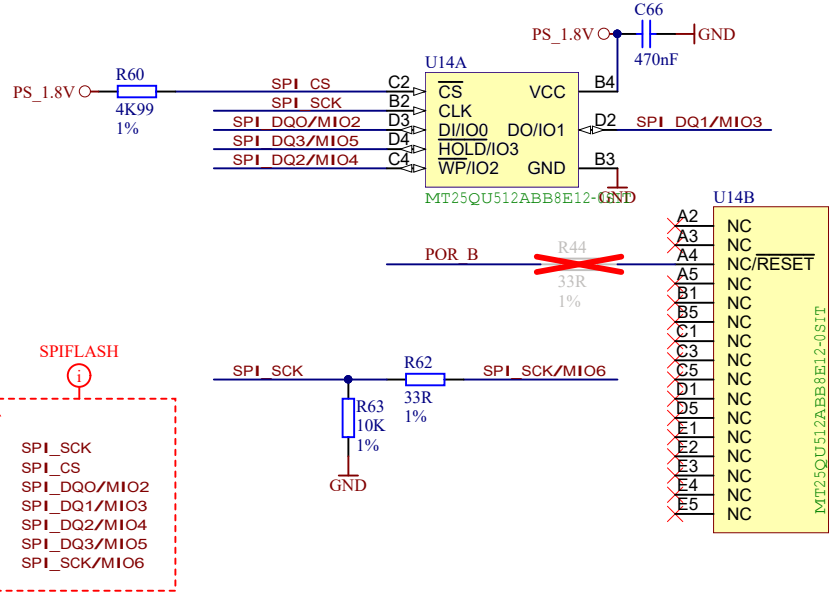 C66
PS_1.8V
GND
470nF
U14A
R60
PS_1.8V
4K99
1%
SPI_CS
C2
CS
VCC
B4
SPI_SCK
B2
CLK
SPI_DQ0/MIO2
D3
DI/IO0
DO/IO1
D2
SPI_DQ1/MIO3
SPI_DQ3/MIO5
D4
HOLD/IO3
SPI_DQ2/MIO4
C4
WP/IO2
GND
B3
GND
MT25QU512ABB8E12-0SIT
U14B
A2
NC
A3
NC
POR_B
R44
33R
1%
A4
NC/RESET
A5
NC
B1
NC
B5
NC
C1
NC
C3
NC
C5
NC
D1
NC
D5
NC
E1
NC
E2
NC
E3
NC
E4
NC
E5
NC
MT25QU512ABB8E12-0SIT
SPI_SCK
R62
33R
1%
SPI_SCK/MIO6
R63
10K
1%
GND
SPIFLASH
i
SPI_SCK
SPI_CS
SPI_DQ0/MIO2
SPI_DQ1/MIO3
SPI_DQ2/MIO4
SPI_DQ3/MIO5
SPI_SCK/MIO6